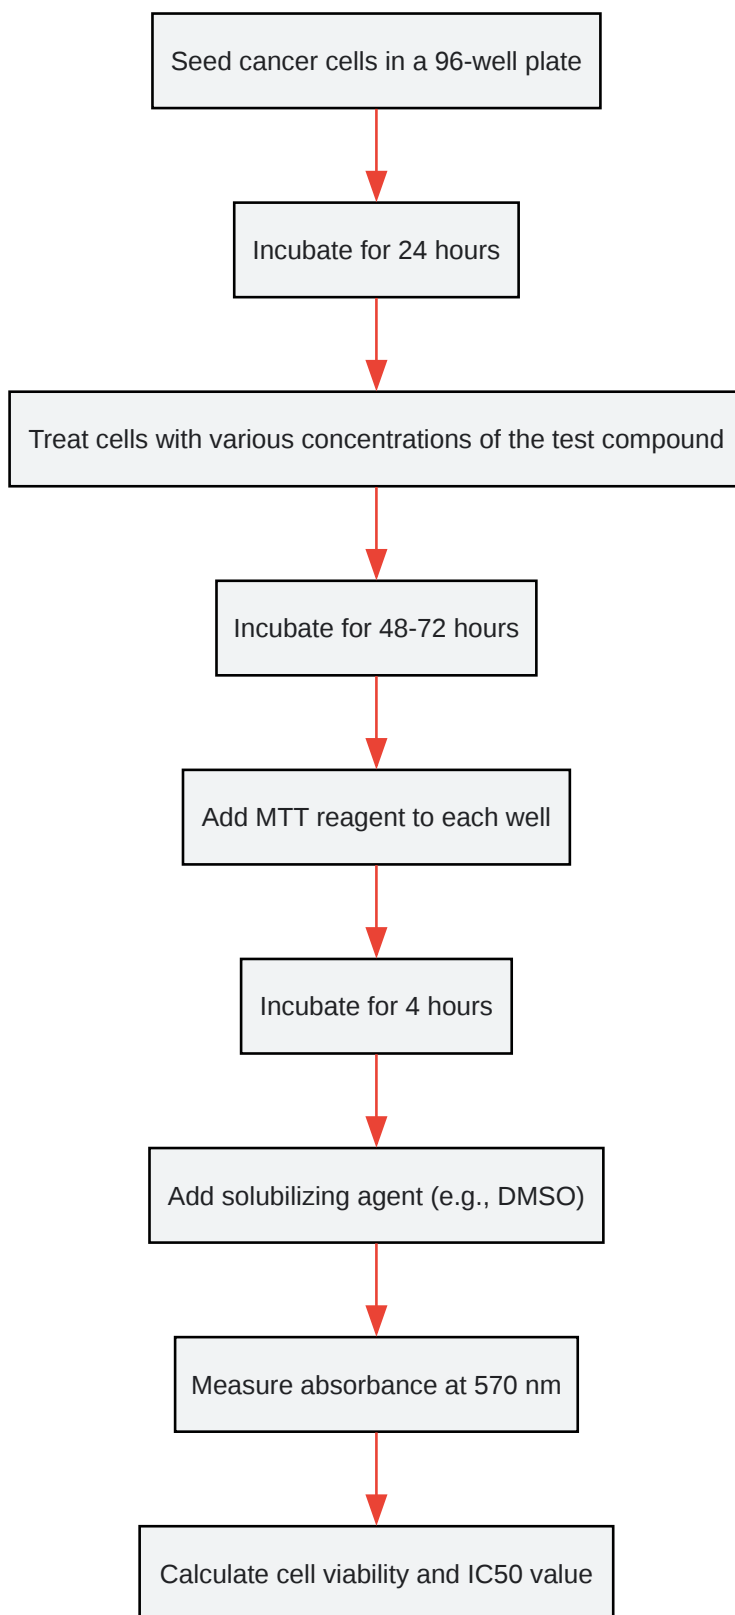 Seed cancer cells in a 96-well plate
Incubate for 24 hours
Treat cells with various concentrations of the test compound
Incubate for 48-72 hours
Add MTT reagent to each well
Incubate for 4 hours
Add solubilizing agent (e.g., DMSO)
Measure absorbance at 570 nm
Calculate cell viability and IC50 value